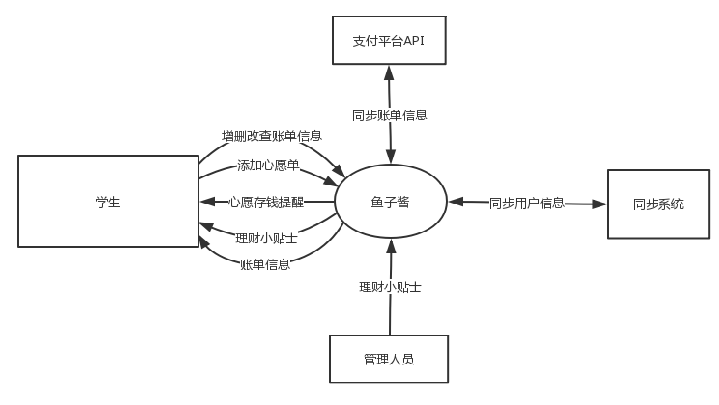 支付平台API
同步账单信息
增删改查账单信息
添加心愿单
学生
心愿存钱提醒
鱼子酱
同步用户信息
同步系统
理财小贴士
账单信息
理财小贴士
管理人员